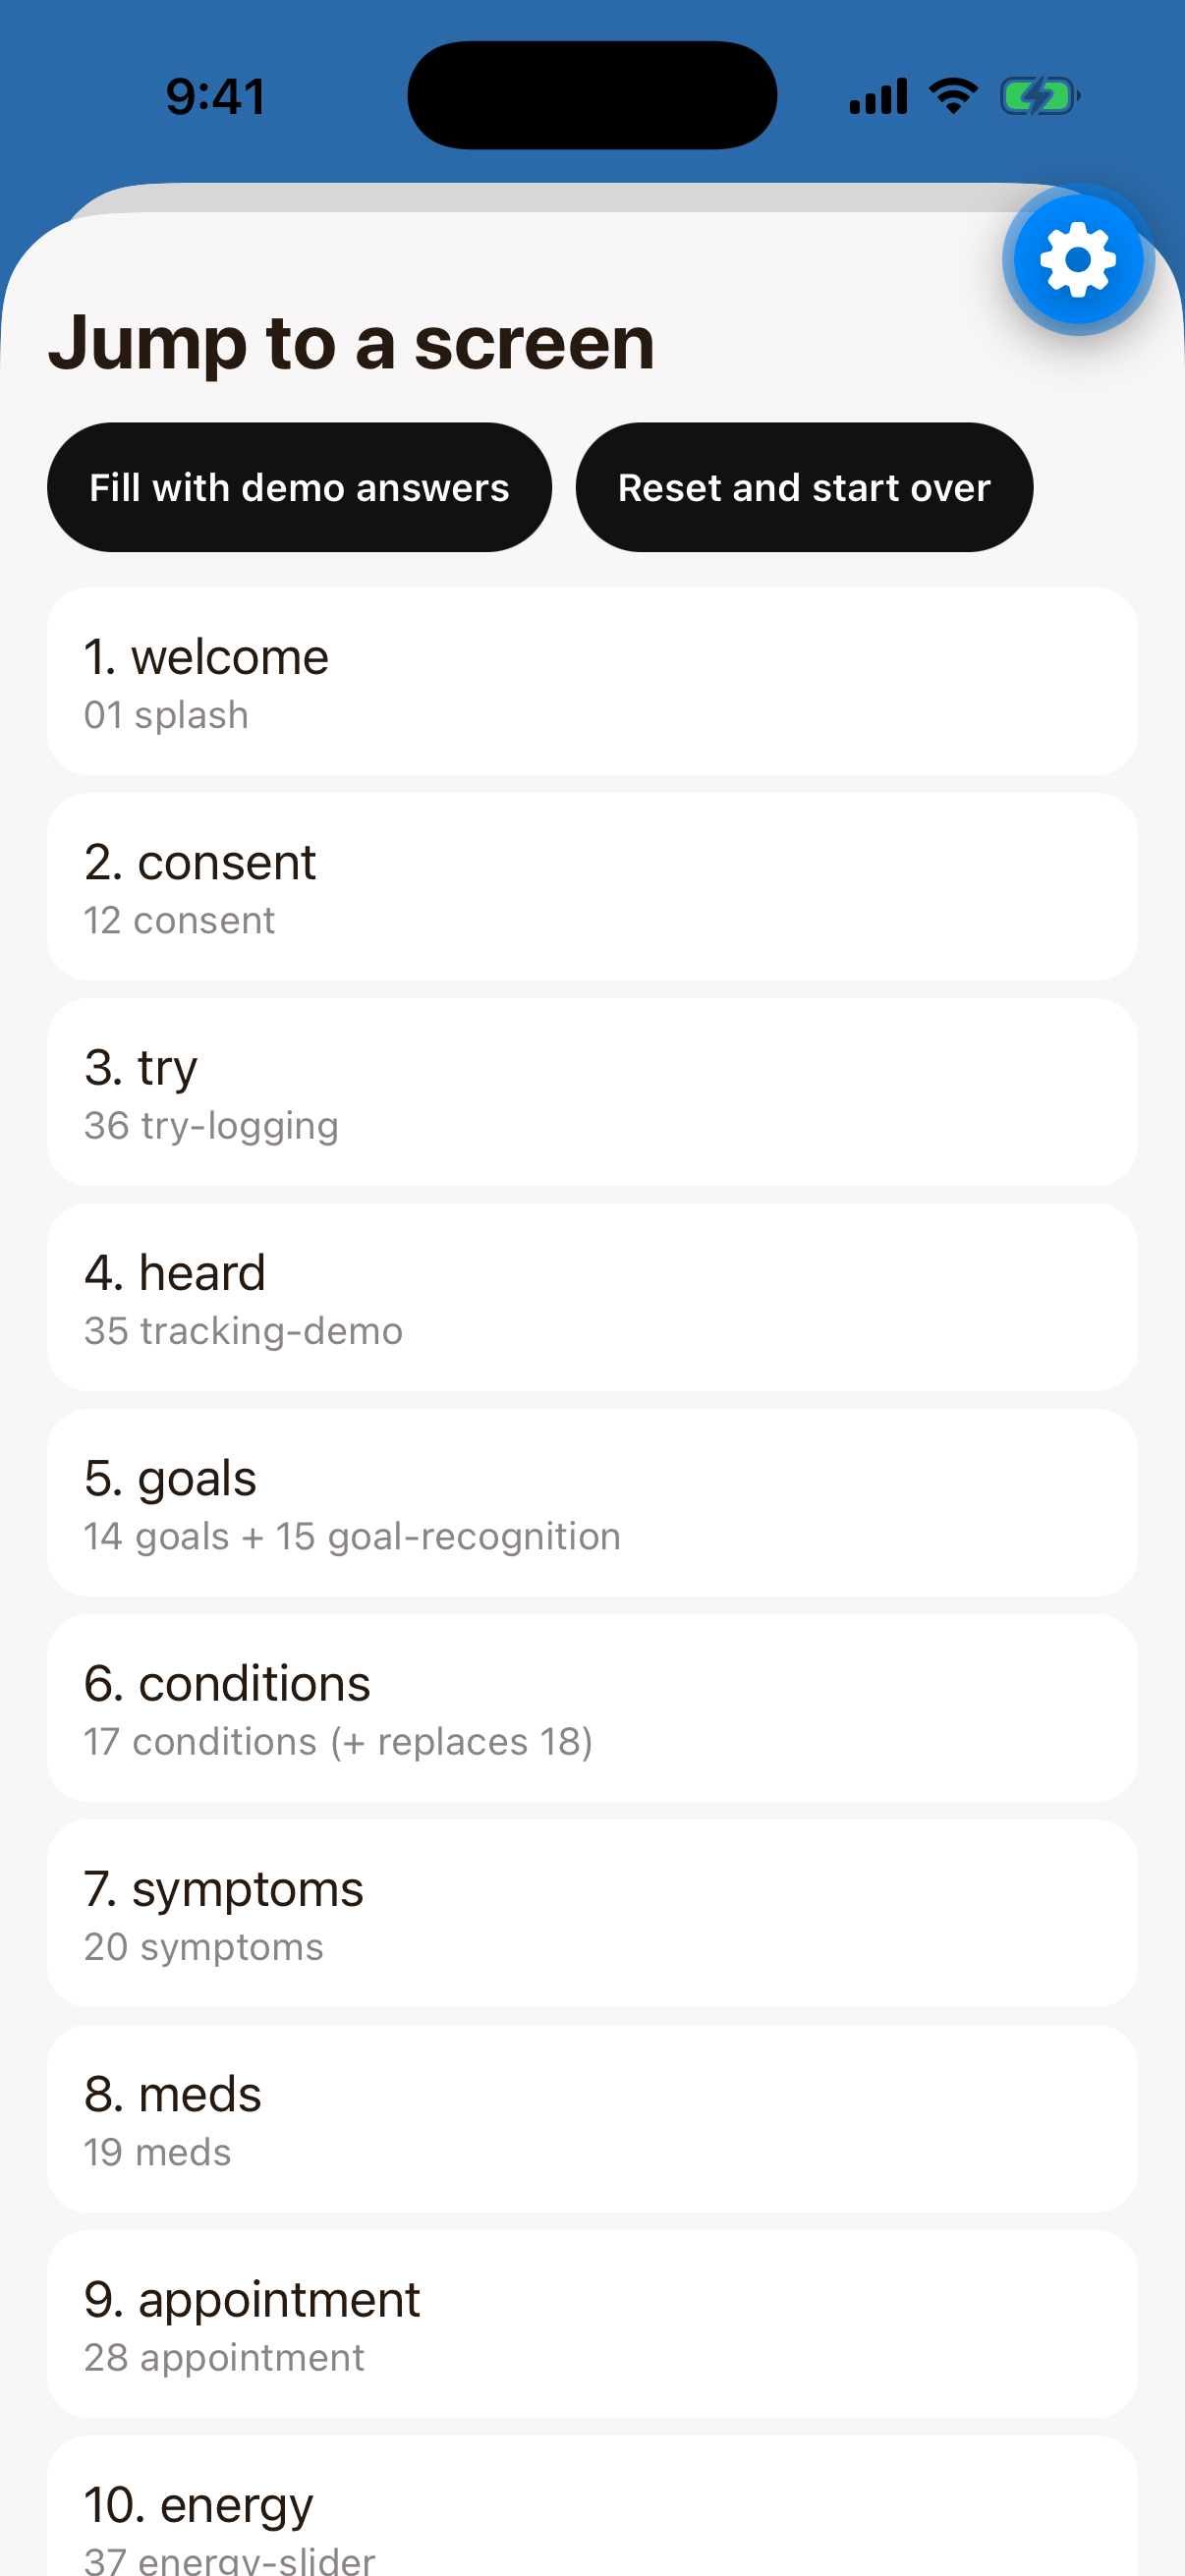 9:41
Jump to a screen
Fill with demo answers
Reset and start over
1. welcome
01 splash
2. consent
12 consent
3. try
36 try-logging
4. heard
35 tracking-demo
5. goals
14 goals + 15 goal-recognition
6. conditions
17 conditions (+ replaces 18)
7. symptoms
20 symptoms
8. meds
19 meds
9. appointment
28 appointment
10. energy
37 energy-slider